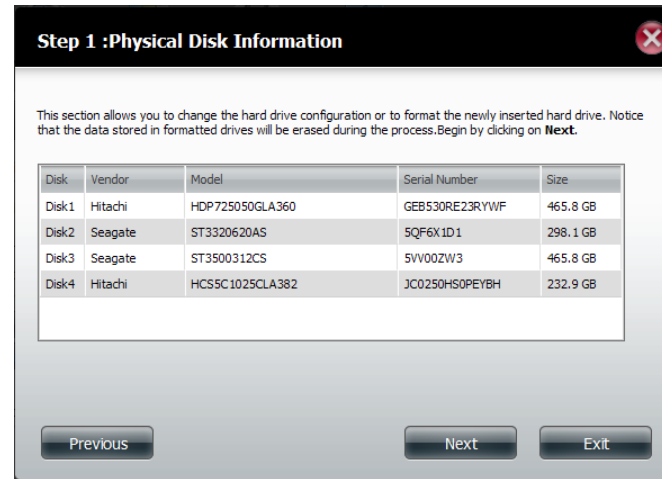 Step 1 :Physical Disk Information
This section allows you to change the hard drive configuration or to format the newly inserted hard drive. Notice
that the data stored in formatted drives will be erased during the process.Begin by clicking on Next.
Disk Vendor Model Serial Number Size
Disk1 Hitachi HDP725050GLA360 GEB530RE23RYWF 465.8 GB
Disk2 Seagate ST3320620AS 5QF6X1D1 298.1 GB
Disk3 Seagate ST3500312CS 5VV00ZW3 465.8 GB
Disk4 Hitachi HCS5C1025CLA382 JC0250HS0PEYBH 232.9 GB
Previous Next Exit